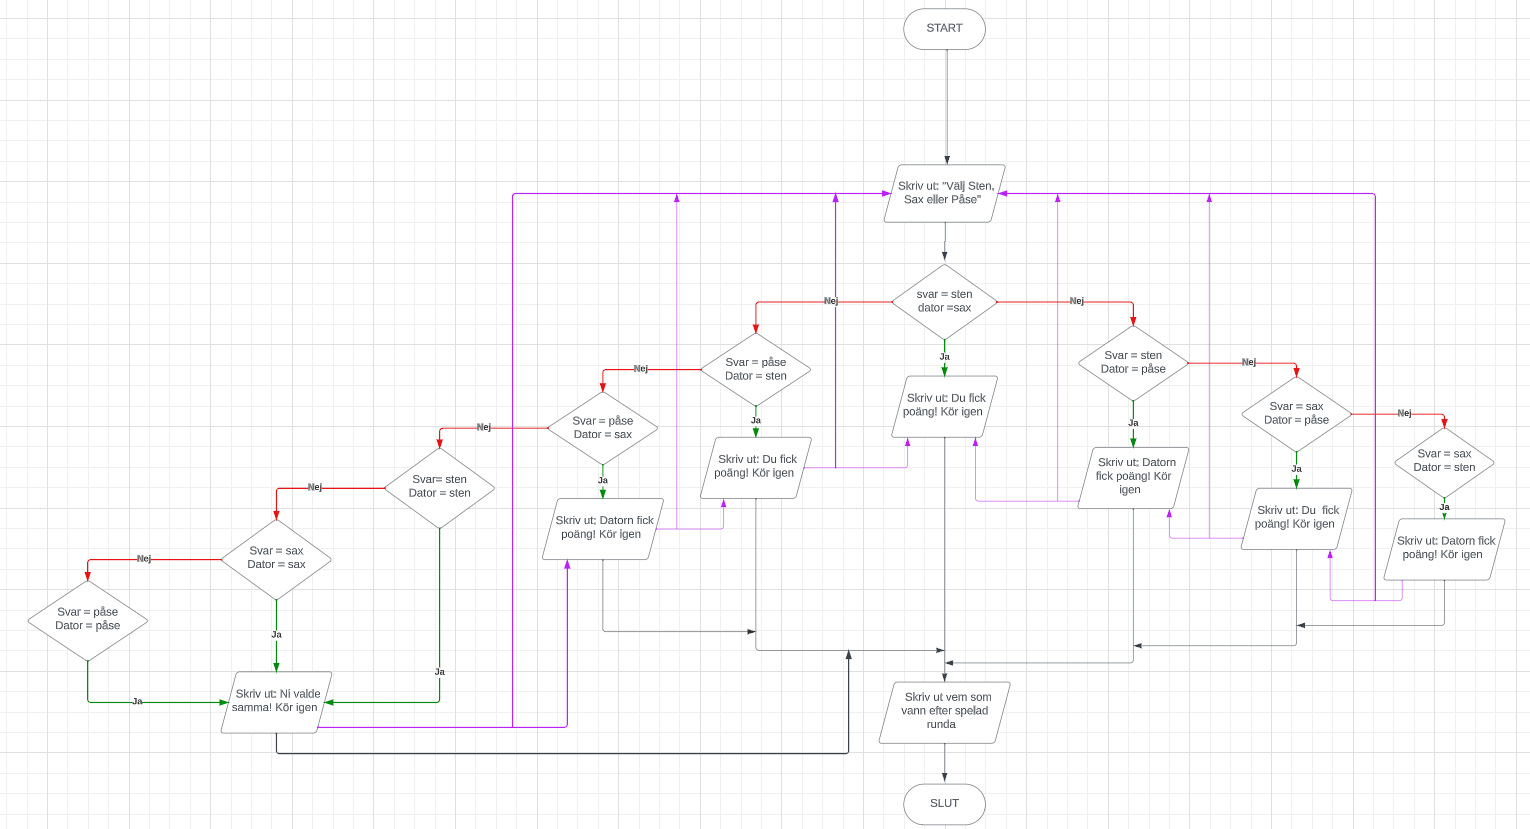 START
Skriv ut: "Välj Sten,
Sax eller Påse"
svar = sten
dator =sax
Nej
Nej
Ja
Skriv ut: Du fick
poäng! Kör igen
Svar = påse
Dator = sten
Nej
Ja
Skriv ut: Du fick
poäng! Kör igen
Svar = påse
Dator = sax
Nej
Ja
Skriv ut: Datorn fick
poäng! Kör igen
Svar= sten
Dator = sten
Nej
Ja
Svar = sax
Dator = sax
Nej
Ja
Svar = påse
Dator = påse
Ja
Skriv ut: Ni valde
samma! Kör igen
Svar = sten
Dator = påse
Nej
Ja
Skriv ut; Datorn
fick poäng! Kör
igen
Svar = sax
Dator = påse
Nej
Ja
Skriv ut: Du  fick
poäng! Kör igen
Svar = sax
Dator = sten
Ja
Skriv ut: Datorn fick
poäng! Kör igen
Skriv ut vem som
vann efter spelad
runda
SLUT